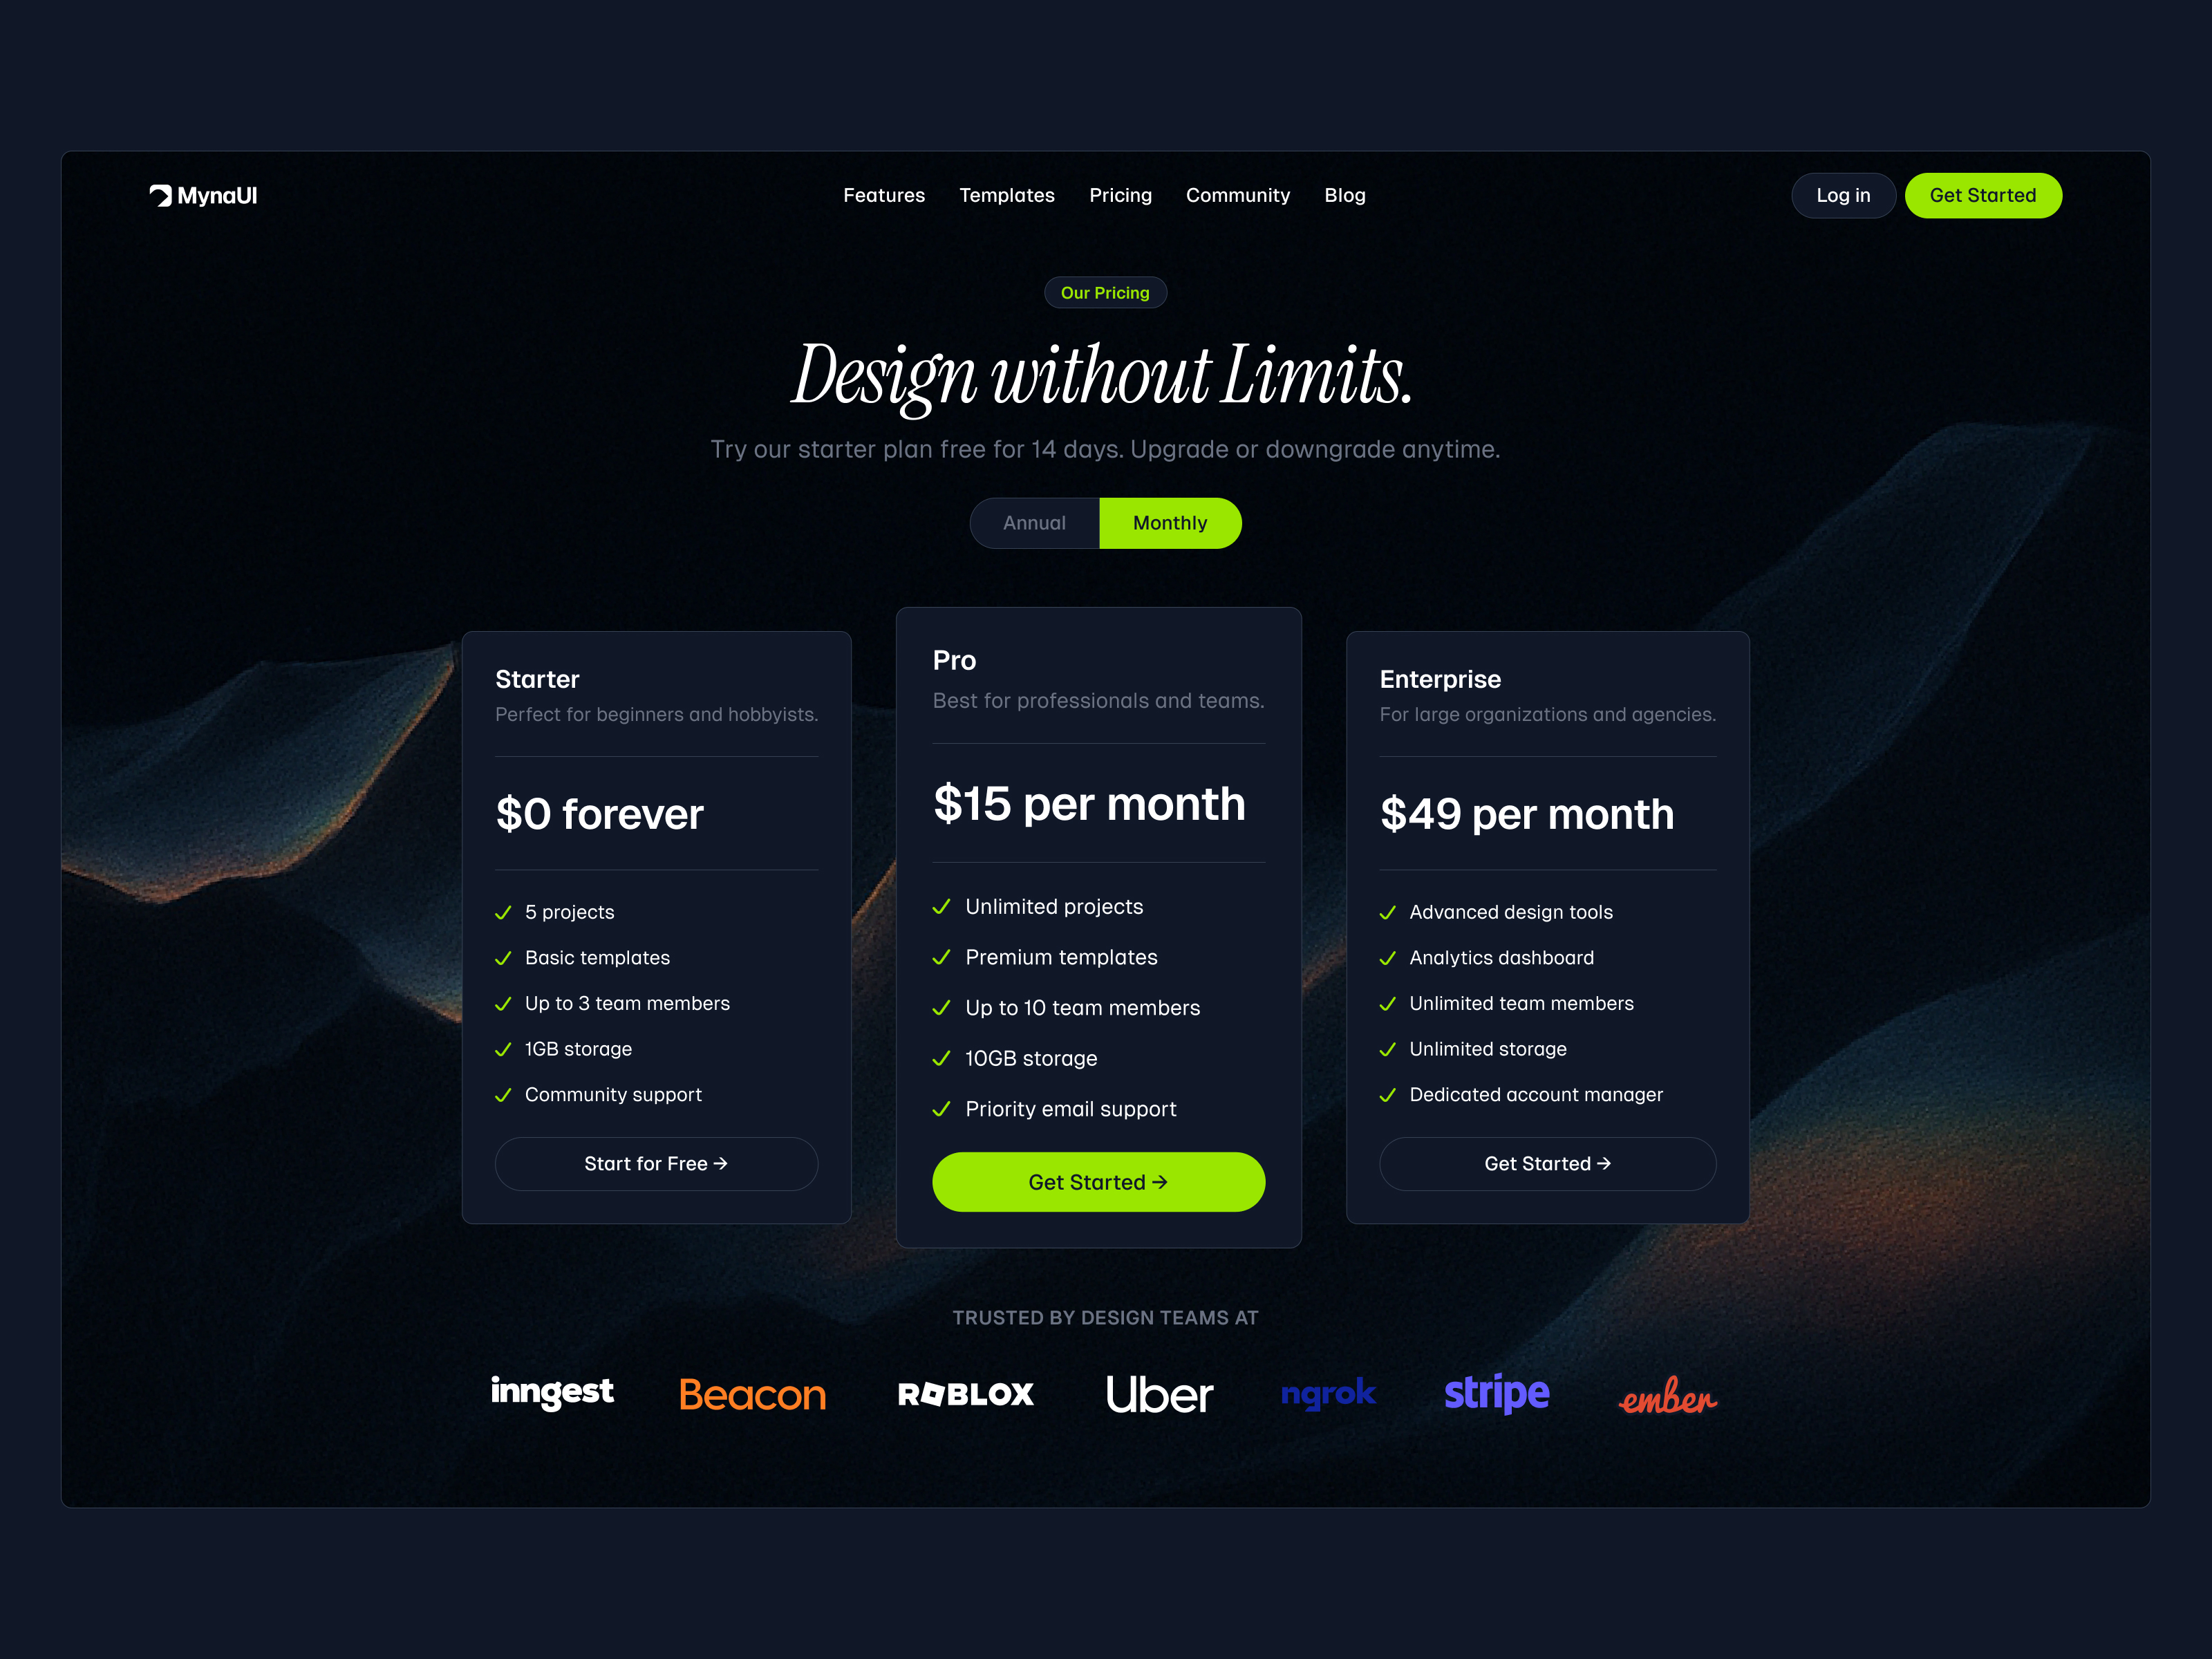 MynaUI
Features
Templates
Pricing
Community
Blog
Log in
Get Started
Our Pricing
Design without Limits.
Try our starter plan free for 14 days. Upgrade or downgrade anytime.
Annual
Monthly
Starter
Perfect for beginners and hobbyists.
$0 forever
5 projects
Basic templates
Up to 3 team members
1GB storage
Community support
Start for Free →
Pro
Best for professionals and teams.
$15 per month
Unlimited projects
Premium templates
Up to 10 team members
10GB storage
Priority email support
Get Started →
Enterprise
For large organizations and agencies.
$49 per month
Advanced design tools
Analytics dashboard
Unlimited team members
Unlimited storage
Dedicated account manager
Get Started →
TRUSTED BY DESIGN TEAMS AT
inngest
Beacon
ROBLOX
Uber
ngrok
stripe
ember